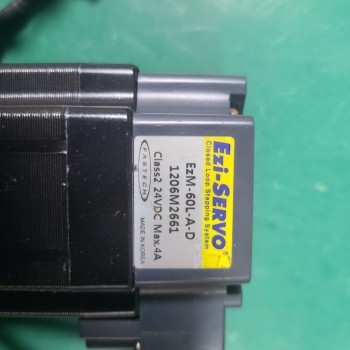 Ezi-SERVO®
Closed Loop Stepping System
EzM-60L-A-D
1206M2661
Class2 24VDC Max.4A
FASTECH
MADE IN KOREA